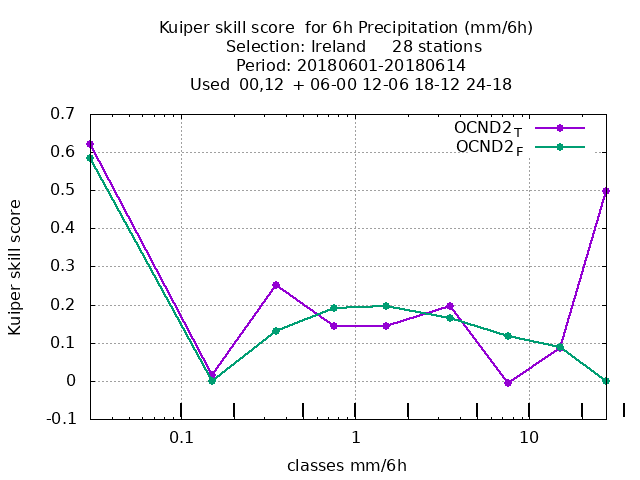 Kuiper skill score  for 6h Precipitation (mm/6h)
Selection: Ireland     28 stations
Period: 20180601-20180614
Used  00,12  + 06-00 12-06 18-12 24-18
OCND2T
OCND2F
0.7
0.6
0.5
0.4
0.3
0.2
0.1
0
-0.1
Kuiper skill score
0.1
1
10
classes mm/6h